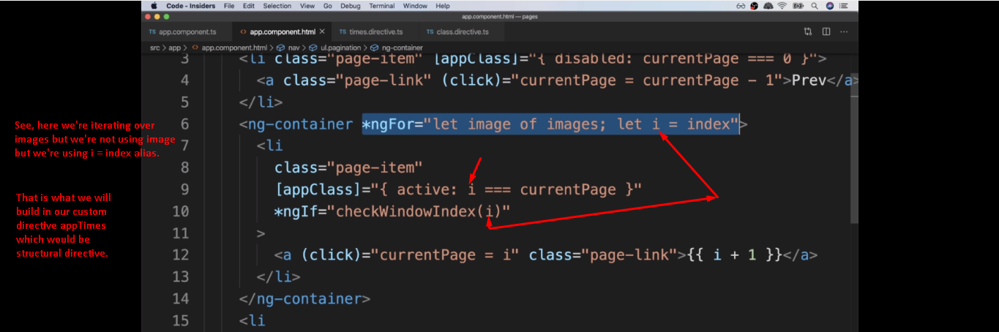 Code - Insiders File Edit Selection View Go Debug Terminal Window Help
app.component.html — pages
TS app.component.ts <> app.component.html × TS times.directive.ts TS class.directive.ts ...
src > app > <> app.component.html > nav > ul.pagination > ng-container
3 <li class="page-item" [appClass]="{ disabled: currentPage === 0 }">
4 <a class="page-link" (click)="currentPage = currentPage - 1">Prev</a>
5 </li>
6 <ng-container *ngFor="let image of images; let i = index">
7 <li
8 class="page-item"
9 [appClass]="{ active: i === currentPage }"
10 *ngIf="checkWindowIndex(i)"
11 >
12 <a (click)="currentPage = i" class="page-link">{{ i + 1 }}</a>
13 </li>
14 </ng-container>
15 <li
See, here we're iterating over
images but we're not using image
but we're using i = index alias.
That is what we will
build in our custom
directive appTimes
which would be
structural directive.